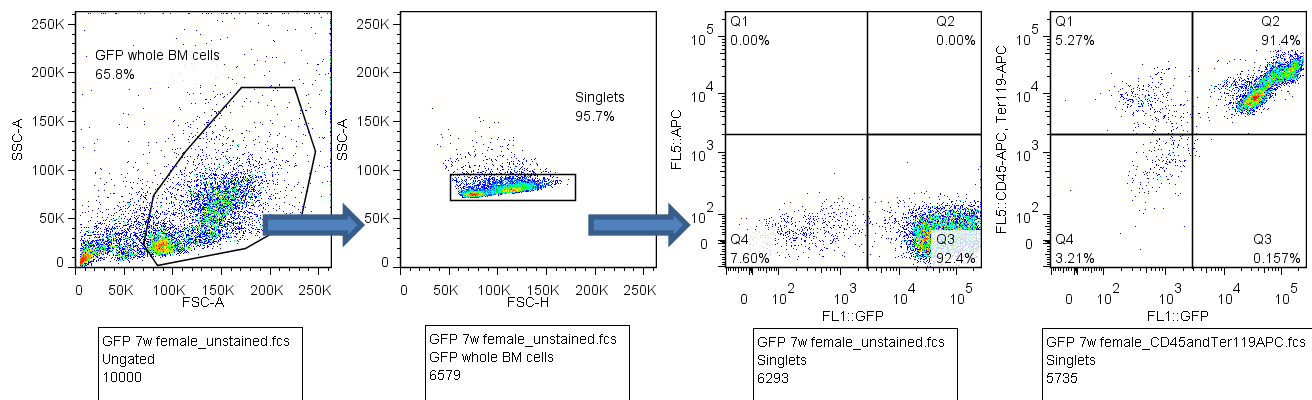 250K
200K
150K
100K
50K
0
SSC-A
GFP whole BM cells
65.8%
0 50K 100K 150K 200K 250K
FSC-A
GFP 7w female_unstained.fcs
Ungated
10000
250K
200K
150K
100K
50K
0
SSC-A
Singlets
95.7%
0 50K 100K 150K 200K 250K
FSC-H
GFP 7w female_unstained.fcs
GFP whole BM cells
6579
10^5
10^4
10^3
10^2
0
FL5::APC
Q1
0.00%
Q2
0.00%
Q4
7.60%
Q3
92.4%
0 10^2 10^3 10^4 10^5
FL1::GFP
GFP 7w female_unstained.fcs
Singlets
6293
10^5
10^4
10^3
10^2
0
FL5::CD45-APC, Ter119-APC
Q1
5.27%
Q2
91.4%
Q4
3.21%
Q3
0.157%
0 10^2 10^3 10^4 10^5
FL1::GFP
GFP 7w female_CD45andTer119APC.fcs
Singlets
5735